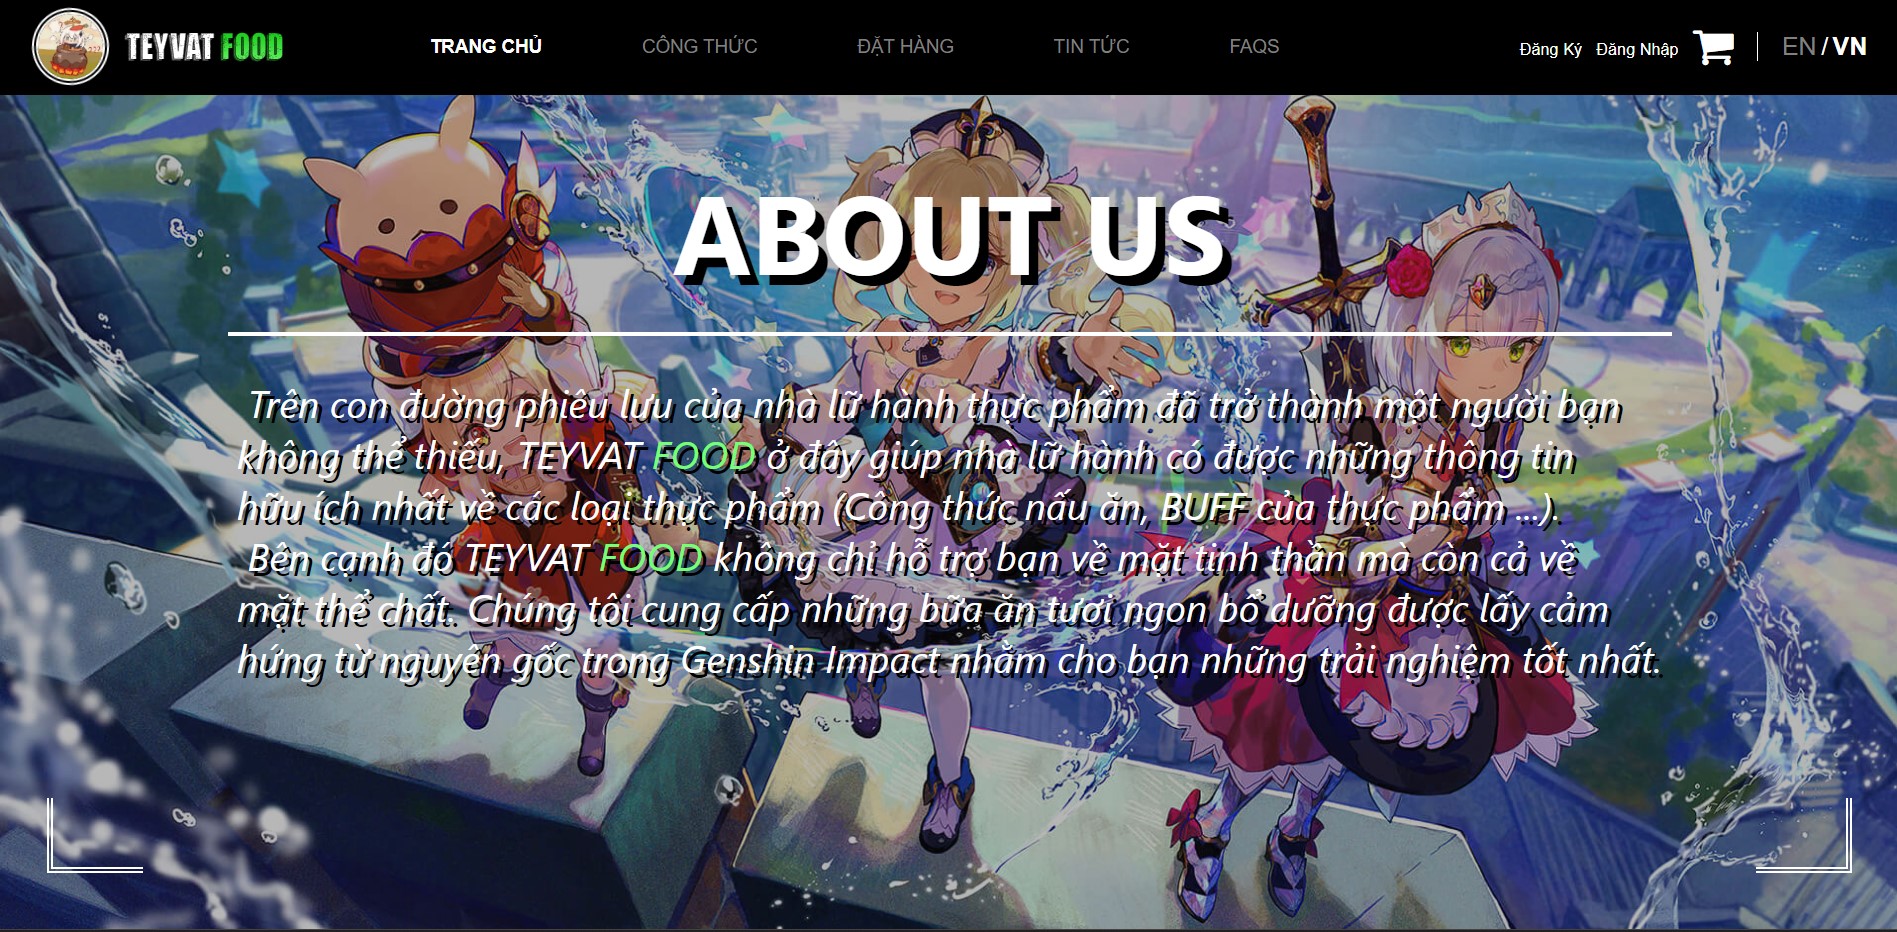 TEYVAT FOOD
TRANG CHỦ
CÔNG THỨC
ĐẶT HÀNG
TIN TỨC
FAQS
Đăng Ký
Đăng Nhập
EN / VN
ABOUT US
Trên con đường phiêu lưu của nhà lữ hành thực phẩm đã trở thành một người bạn
không thể thiếu, TEYVAT FOOD ở đây giúp nhà lữ hành có được những thông tin
hữu ích nhất về các loại thực phẩm (Công thức nấu ăn, BUFF của thực phẩm ...).
Bên cạnh đó TEYVAT FOOD không chỉ hỗ trợ bạn về mặt tinh thần mà còn cả về
mặt thể chất. Chúng tôi cung cấp những bữa ăn tươi ngon bổ dưỡng được lấy cảm
hứng từ nguyên gốc trong Genshin Impact nhằm cho bạn những trải nghiệm tốt nhất.